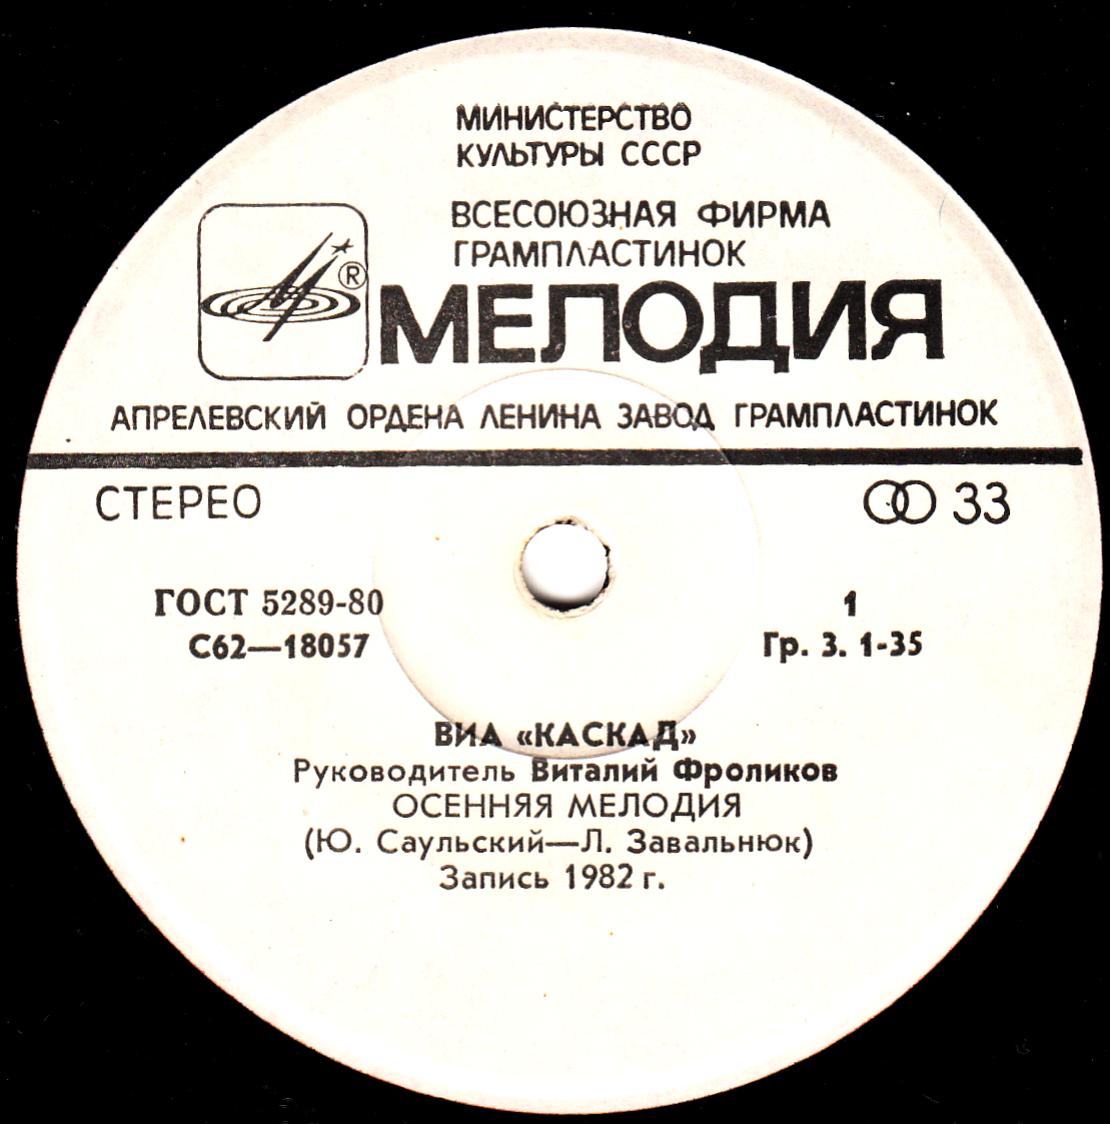 МИНИСТЕРСТВО
КУЛЬТУРЫ СССР
ВСЕСОЮЗНАЯ ФИРМА
ГРАМПЛАСТИНОК
®
МЕЛОДИЯ
АПРЕЛЕВСКИЙ ОРДЕНА ЛЕНИНА ЗАВОД ГРАМПЛАСТИНОК
СТЕРЕО
33
ГОСТ 5289-80
1
С62—18057
Гр. 3. 1-35
ВИА «КАСКАД»
Руководитель Виталий Фроликов
ОСЕННЯЯ МЕЛОДИЯ
(Ю. Саульский—Л. Завальнюк)
Запись 1982 г.